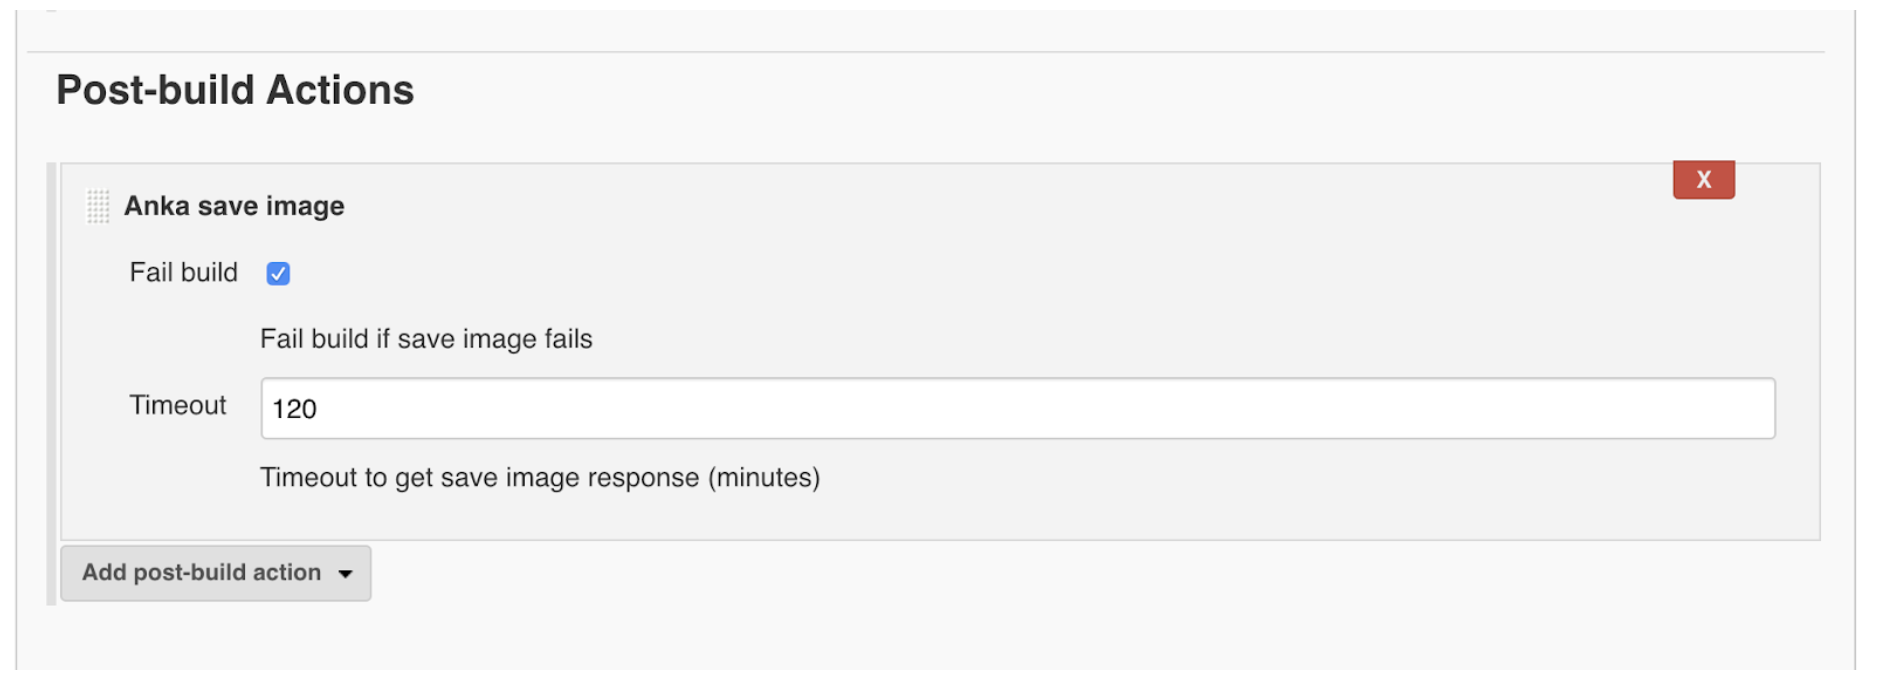 Post-build Actions
X
Anka save image
Fail build
Fail build if save image fails
Timeout 120
Timeout to get save image response (minutes)
Add post-build action